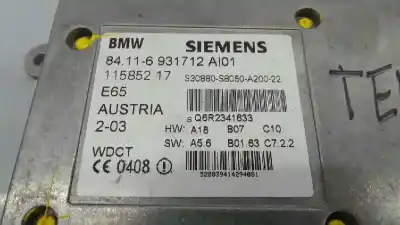 BMW SIEMENS
84.11-6 931712 AI01
115852 17 S30880-S8050-A200-22
E65
AUSTRIA
2-03
S Q6R2341633
HW: A18 B07 C10
SW: A5.6 B01.63 C7.2.2
WDCT
CE 0408